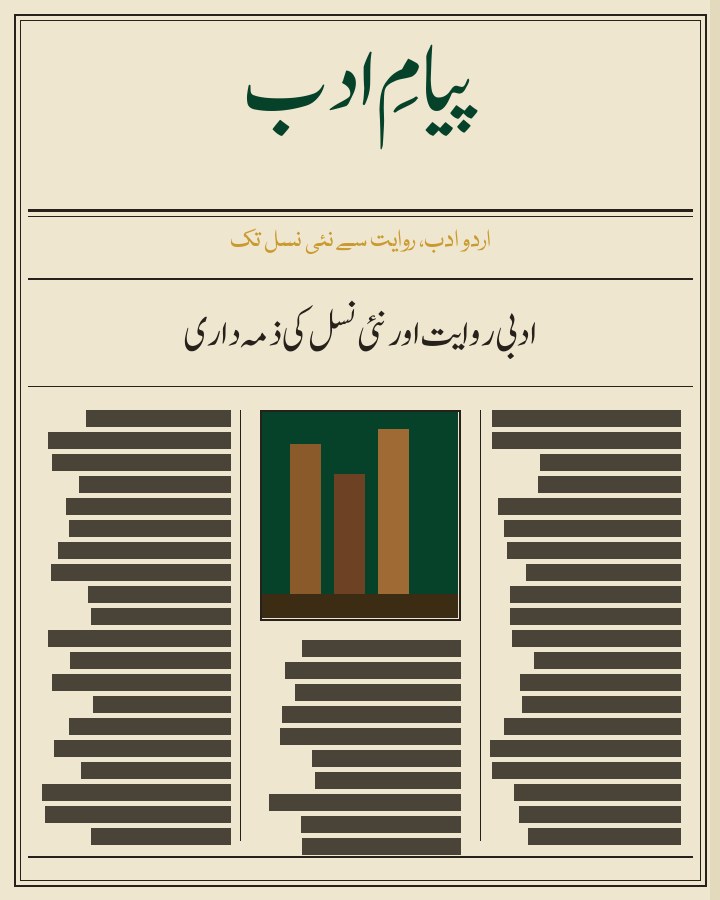 پیامِ ادب
اردو ادب، روایت سے نئی نسل تک
ادبی روایت اور نئی نسل کی ذمہ داری